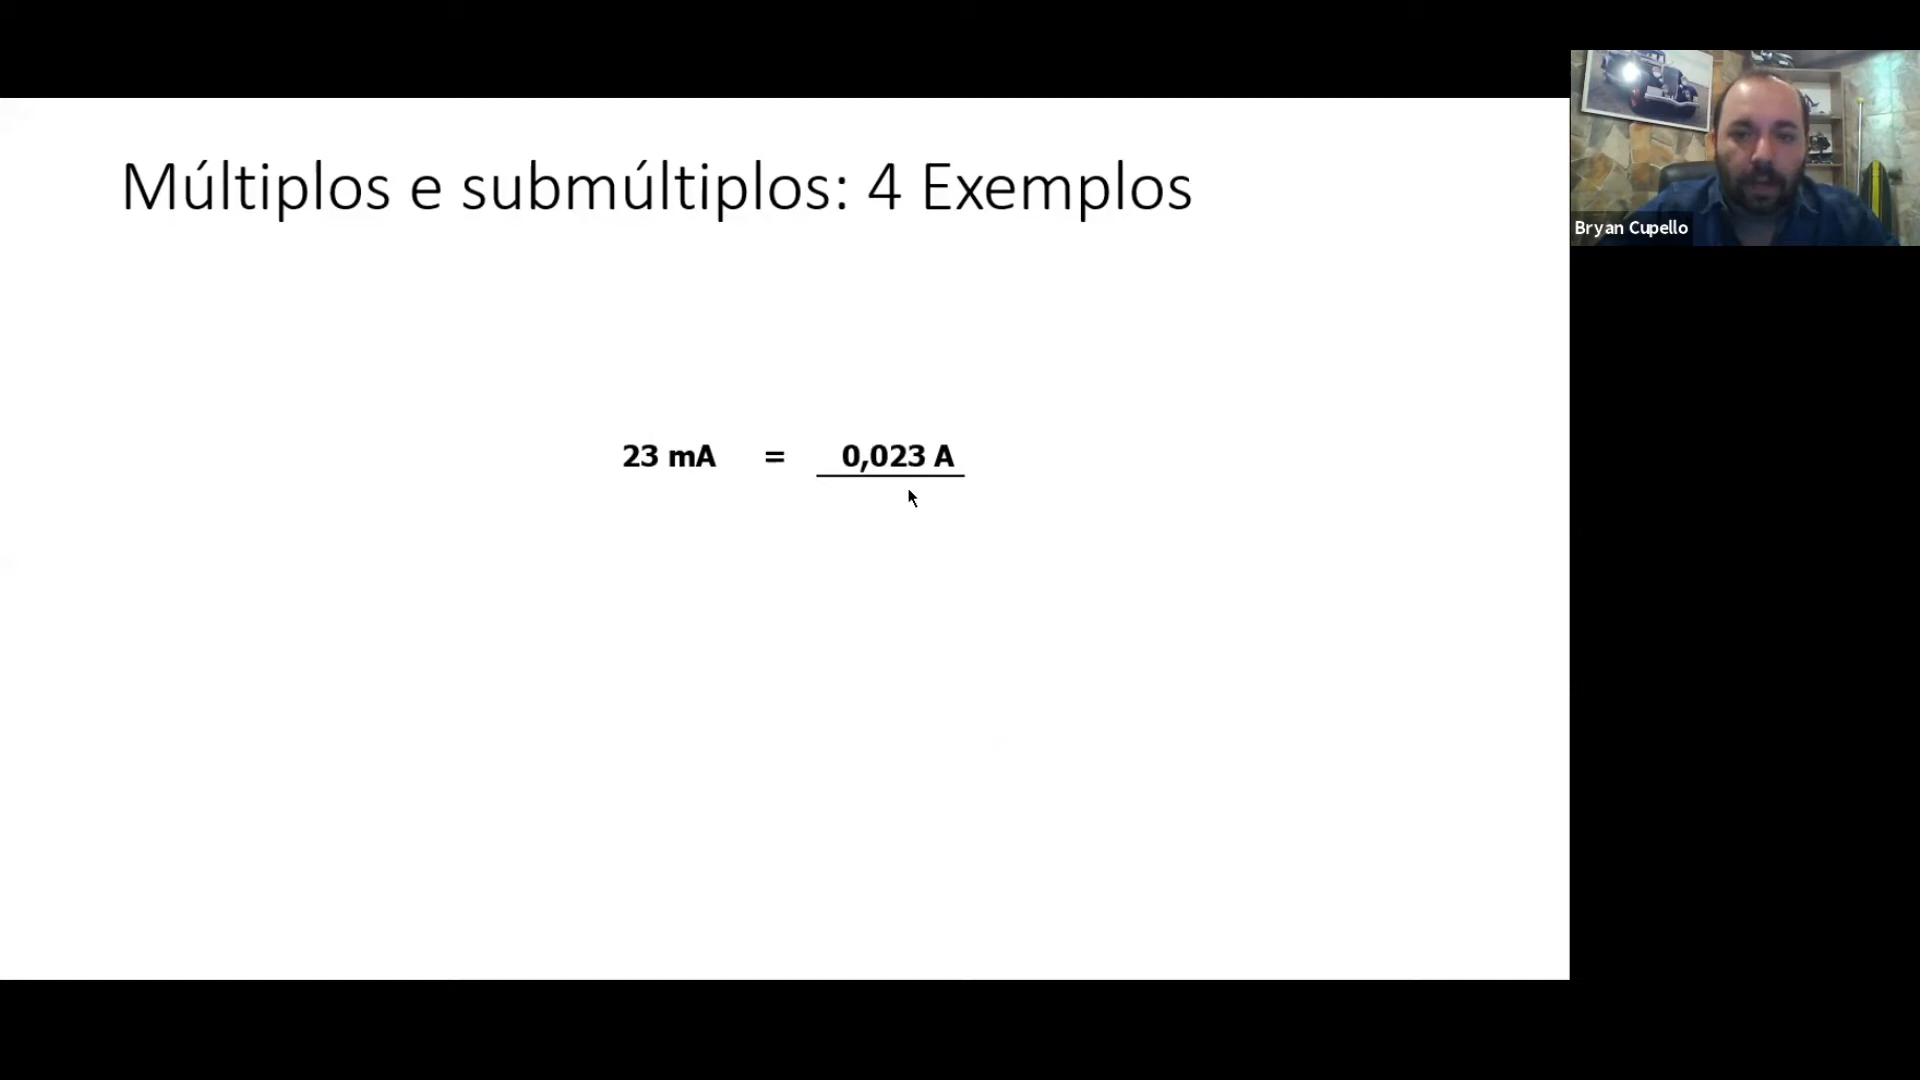 Múltiplos e submúltiplos: 4 Exemplos
Bryan Cupello
23 mA = 0,023 A